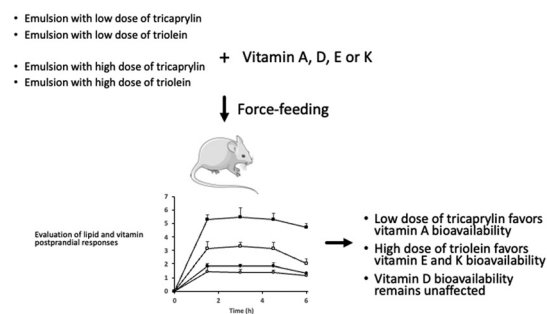 • Emulsion with low dose of tricaprylin
• Emulsion with low dose of triolein
• Emulsion with high dose of tricaprylin
• Emulsion with high dose of triolein
+ Vitamin A, D, E or K
Force-feeding
Evaluation of lipid and vitamin
postprandial responses
7
6
5
4
3
2
1
0
0 2 4 6
Time (h)
• Low dose of tricaprylin favors
vitamin A bioavailability
• High dose of triolein favors
vitamin E and K bioavailability
• Vitamin D bioavailability
remains unaffected